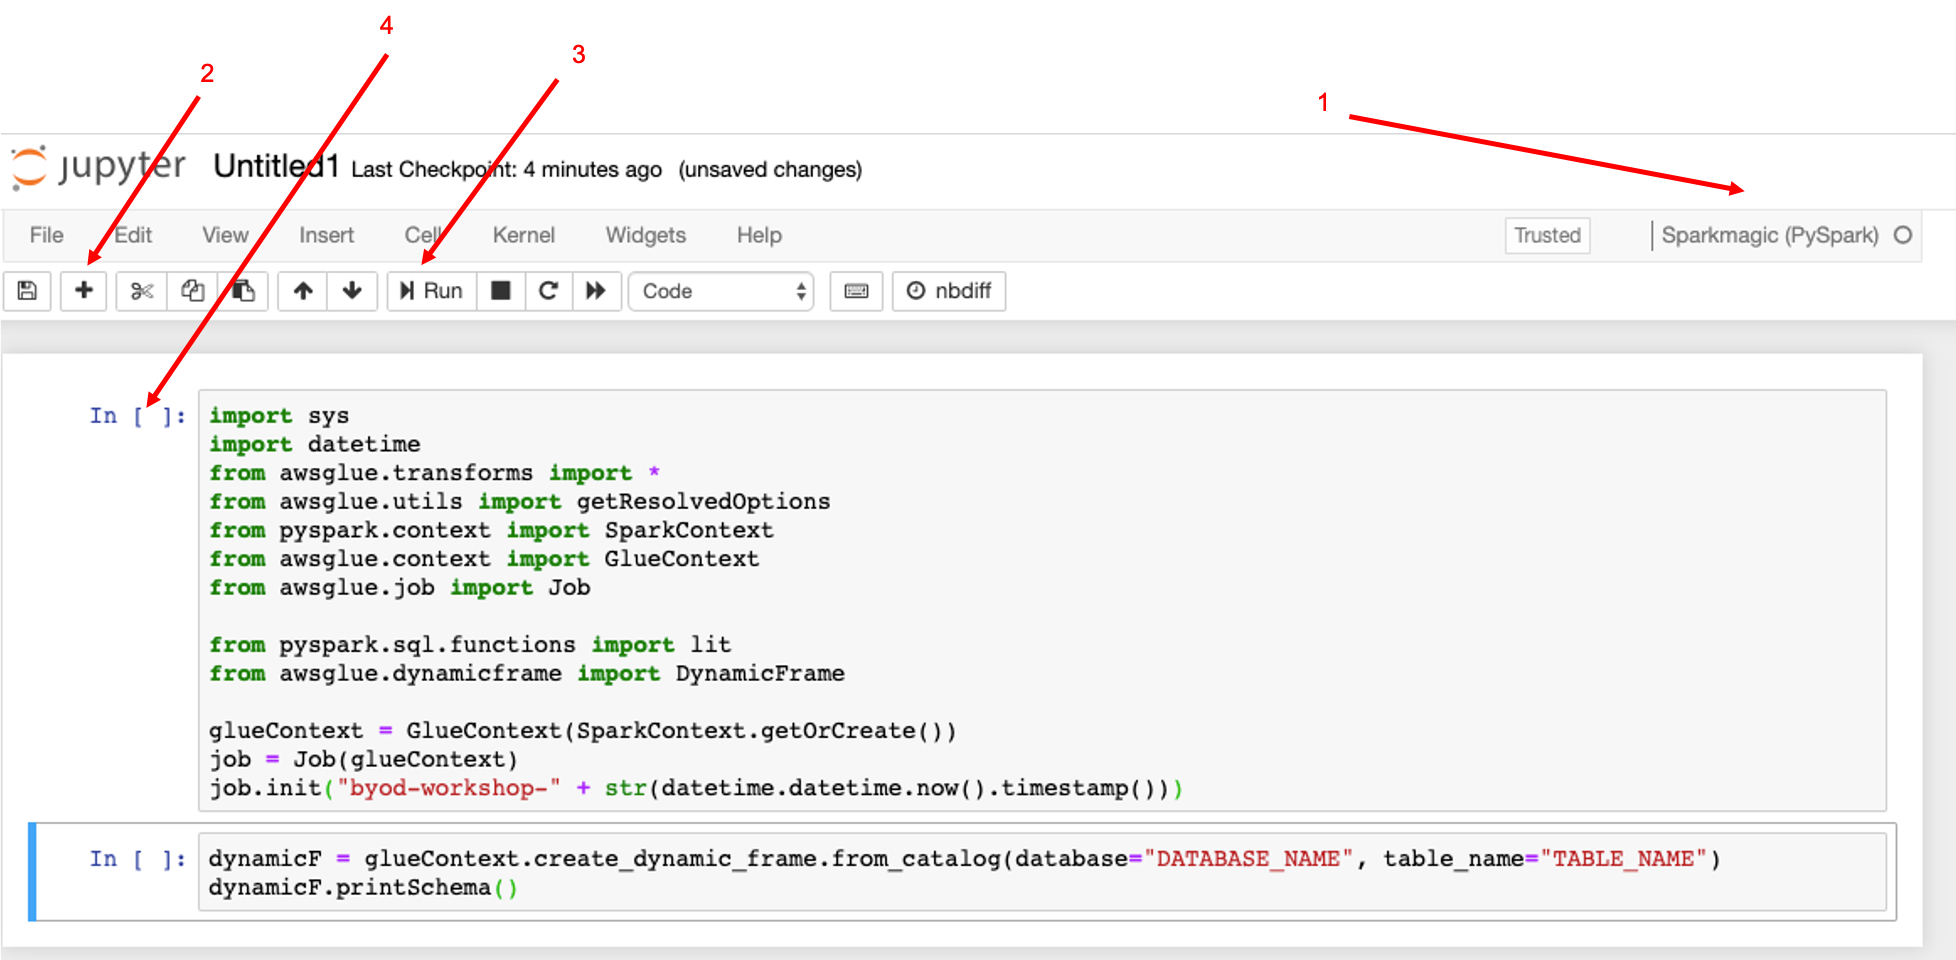 4
3
2
1
jupyter Untitled1 Last Checkpoint: 4 minutes ago (unsaved changes)
File Edit View Insert Cell Kernel Widgets Help Trusted Sparkmagic (PySpark)
Run Code nbdiff
In [ ]: import sys
import datetime
from awsglue.transforms import *
from awsglue.utils import getResolvedOptions
from pyspark.context import SparkContext
from awsglue.context import GlueContext
from awsglue.job import Job
from pyspark.sql.functions import lit
from awsglue.dynamicframe import DynamicFrame
glueContext = GlueContext(SparkContext.getOrCreate())
job = Job(glueContext)
job.init("byod-workshop-" + str(datetime.datetime.now().timestamp()))
In [ ]: dynamicF = glueContext.create_dynamic_frame.from_catalog(database="DATABASE_NAME", table_name="TABLE_NAME")
dynamicF.printSchema()